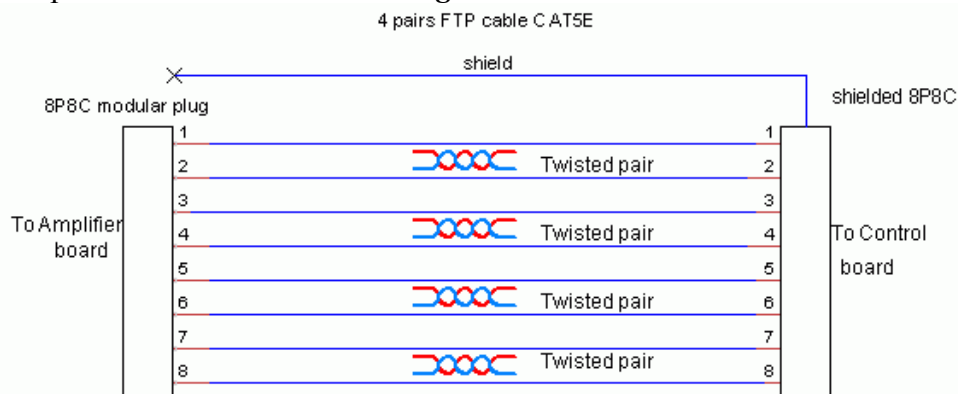 4 pairs FTP cable CAT5E
shield
8P8C modular plug
shielded 8P8C
1 1
2 Twisted pair 2
3 3
To Amplifier board
4 Twisted pair 4
To Control board
5 5
6 Twisted pair 6
7 7
8 Twisted pair 8